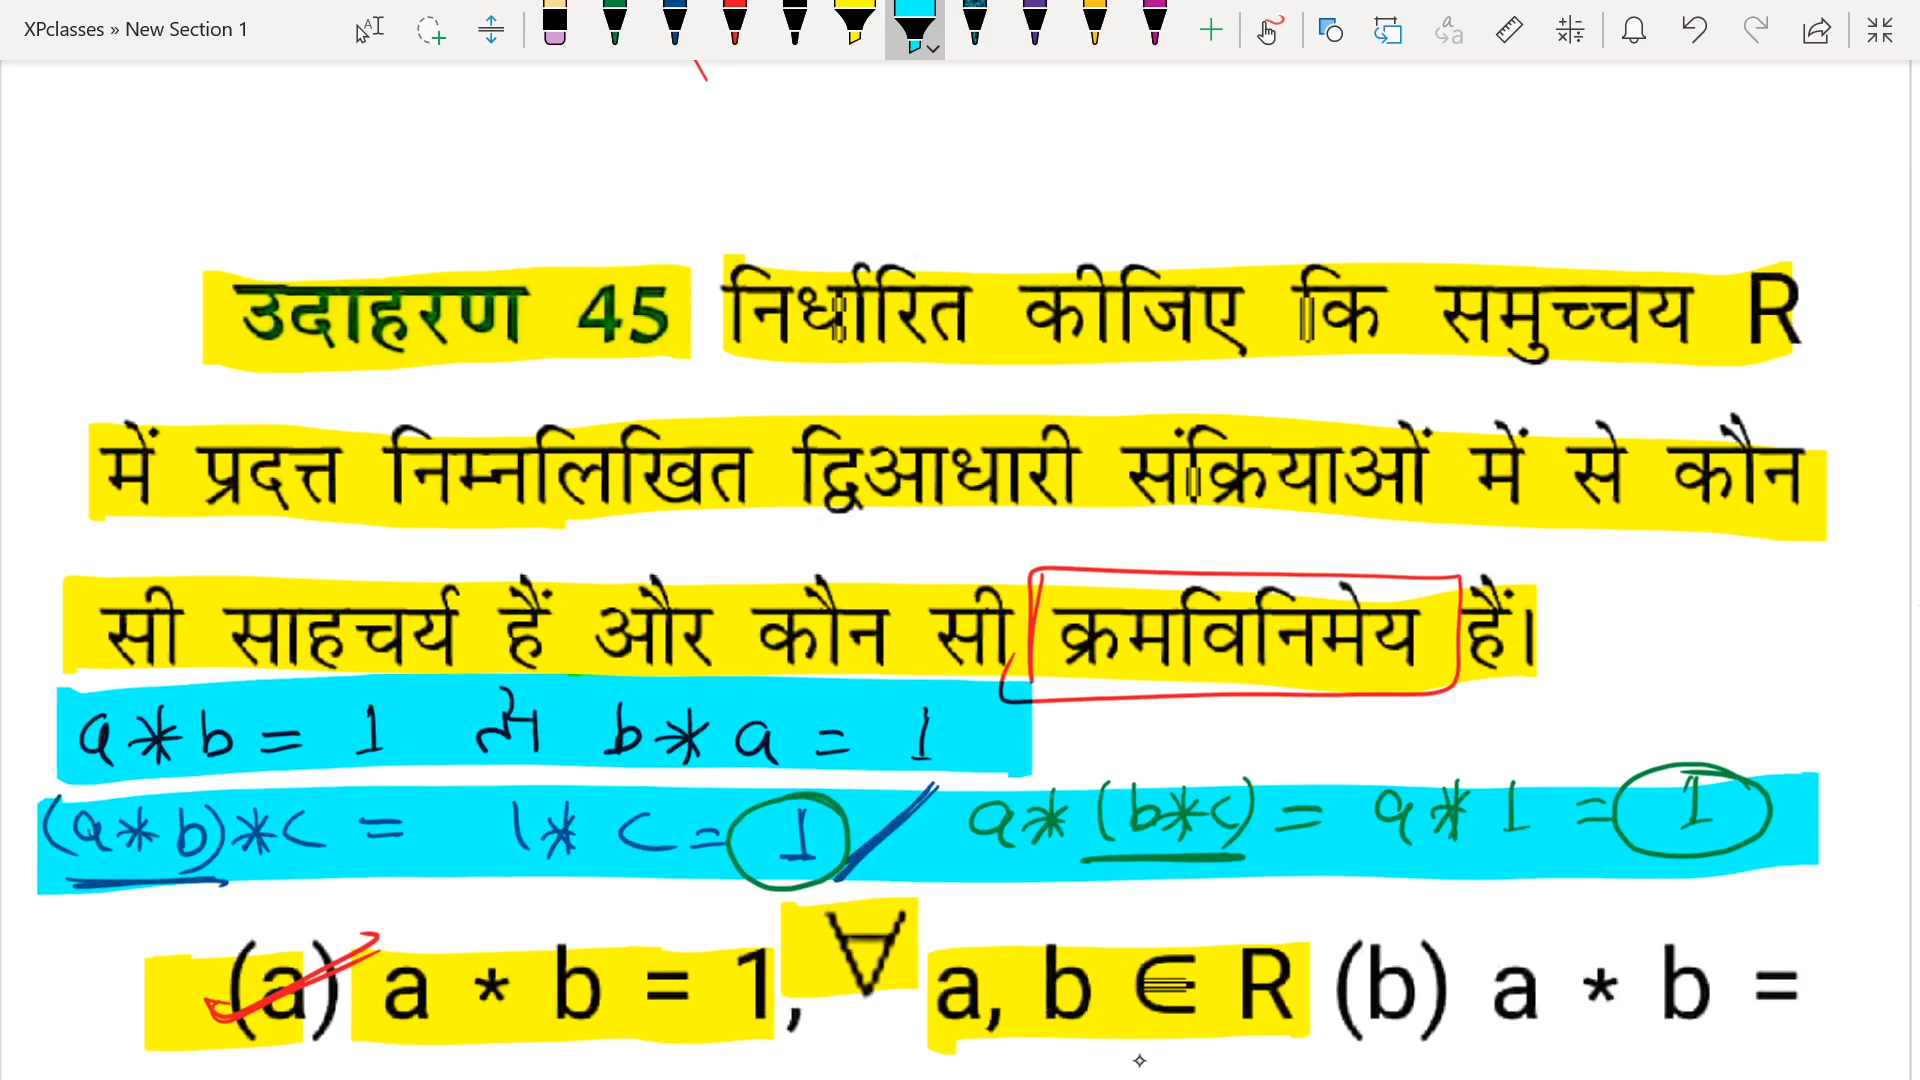 XPclasses » New Section 1
उदाहरण 45 निर्धारित कीजिए कि समुच्चय R
में प्रदत्त निम्नलिखित द्विआधारी संक्रियाओं में से कौन
सी साहचर्य हैं और कौन सी क्रमविनिमेय हैं।
a * b = 1 तथा b * a = 1
(a * b) * c = 1 * c = 1 a * (b * c) = a * 1 = 1
(a) a * b = 1, ∀ a, b ∈ R (b) a * b =